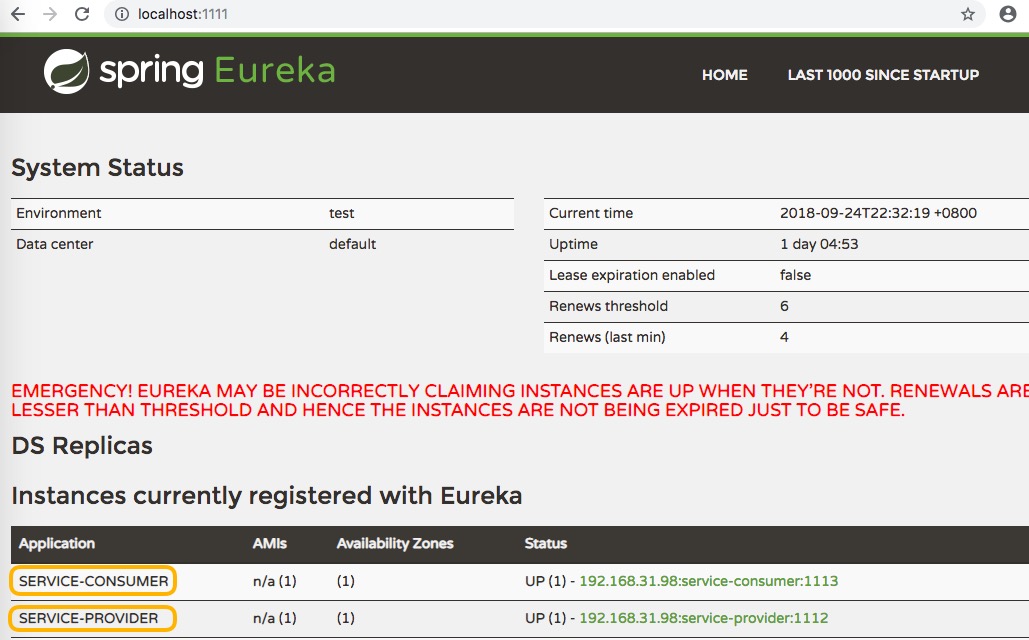 localhost:1111
spring Eureka
HOME
LAST 1000 SINCE STARTUP
System Status
Environment test
Data center default
Current time 2018-09-24T22:32:19 +0800
Uptime 1 day 04:53
Lease expiration enabled false
Renews threshold 6
Renews (last min) 4
EMERGENCY! EUREKA MAY BE INCORRECTLY CLAIMING INSTANCES ARE UP WHEN THEY'RE NOT. RENEWALS ARE
LESSER THAN THRESHOLD AND HENCE THE INSTANCES ARE NOT BEING EXPIRED JUST TO BE SAFE.
DS Replicas
Instances currently registered with Eureka
Application AMIs Availability Zones Status
SERVICE-CONSUMER n/a (1) (1) UP (1) - 192.168.31.98:service-consumer:1113
SERVICE-PROVIDER n/a (1) (1) UP (1) - 192.168.31.98:service-provider:1112